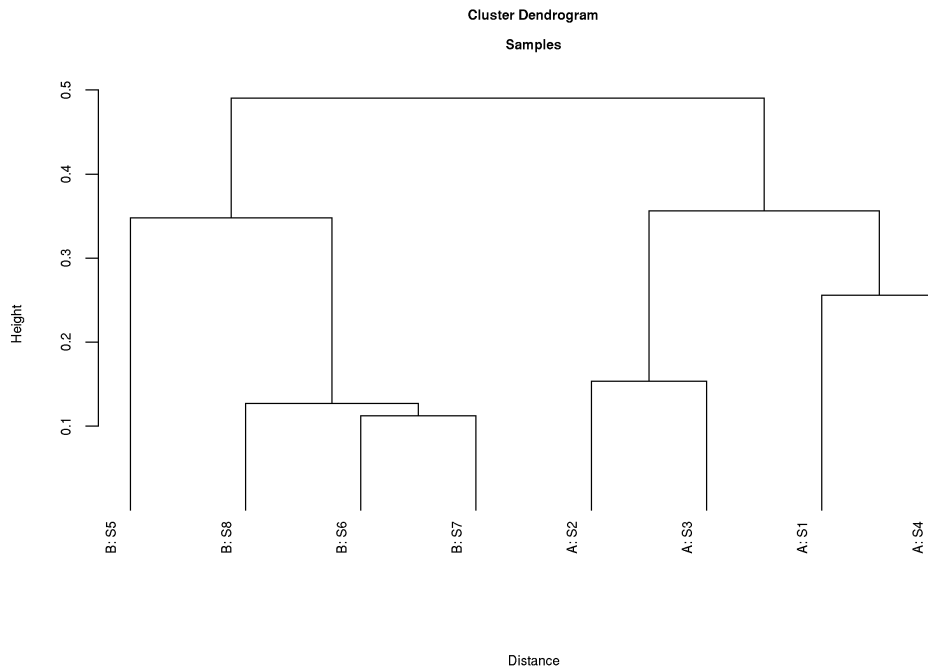 Cluster Dendrogram
Samples
0.5
0.4
0.3
0.2
0.1
Height
B: S5
B: S8
B: S6
B: S7
A: S2
A: S3
A: S1
A: S4
Distance